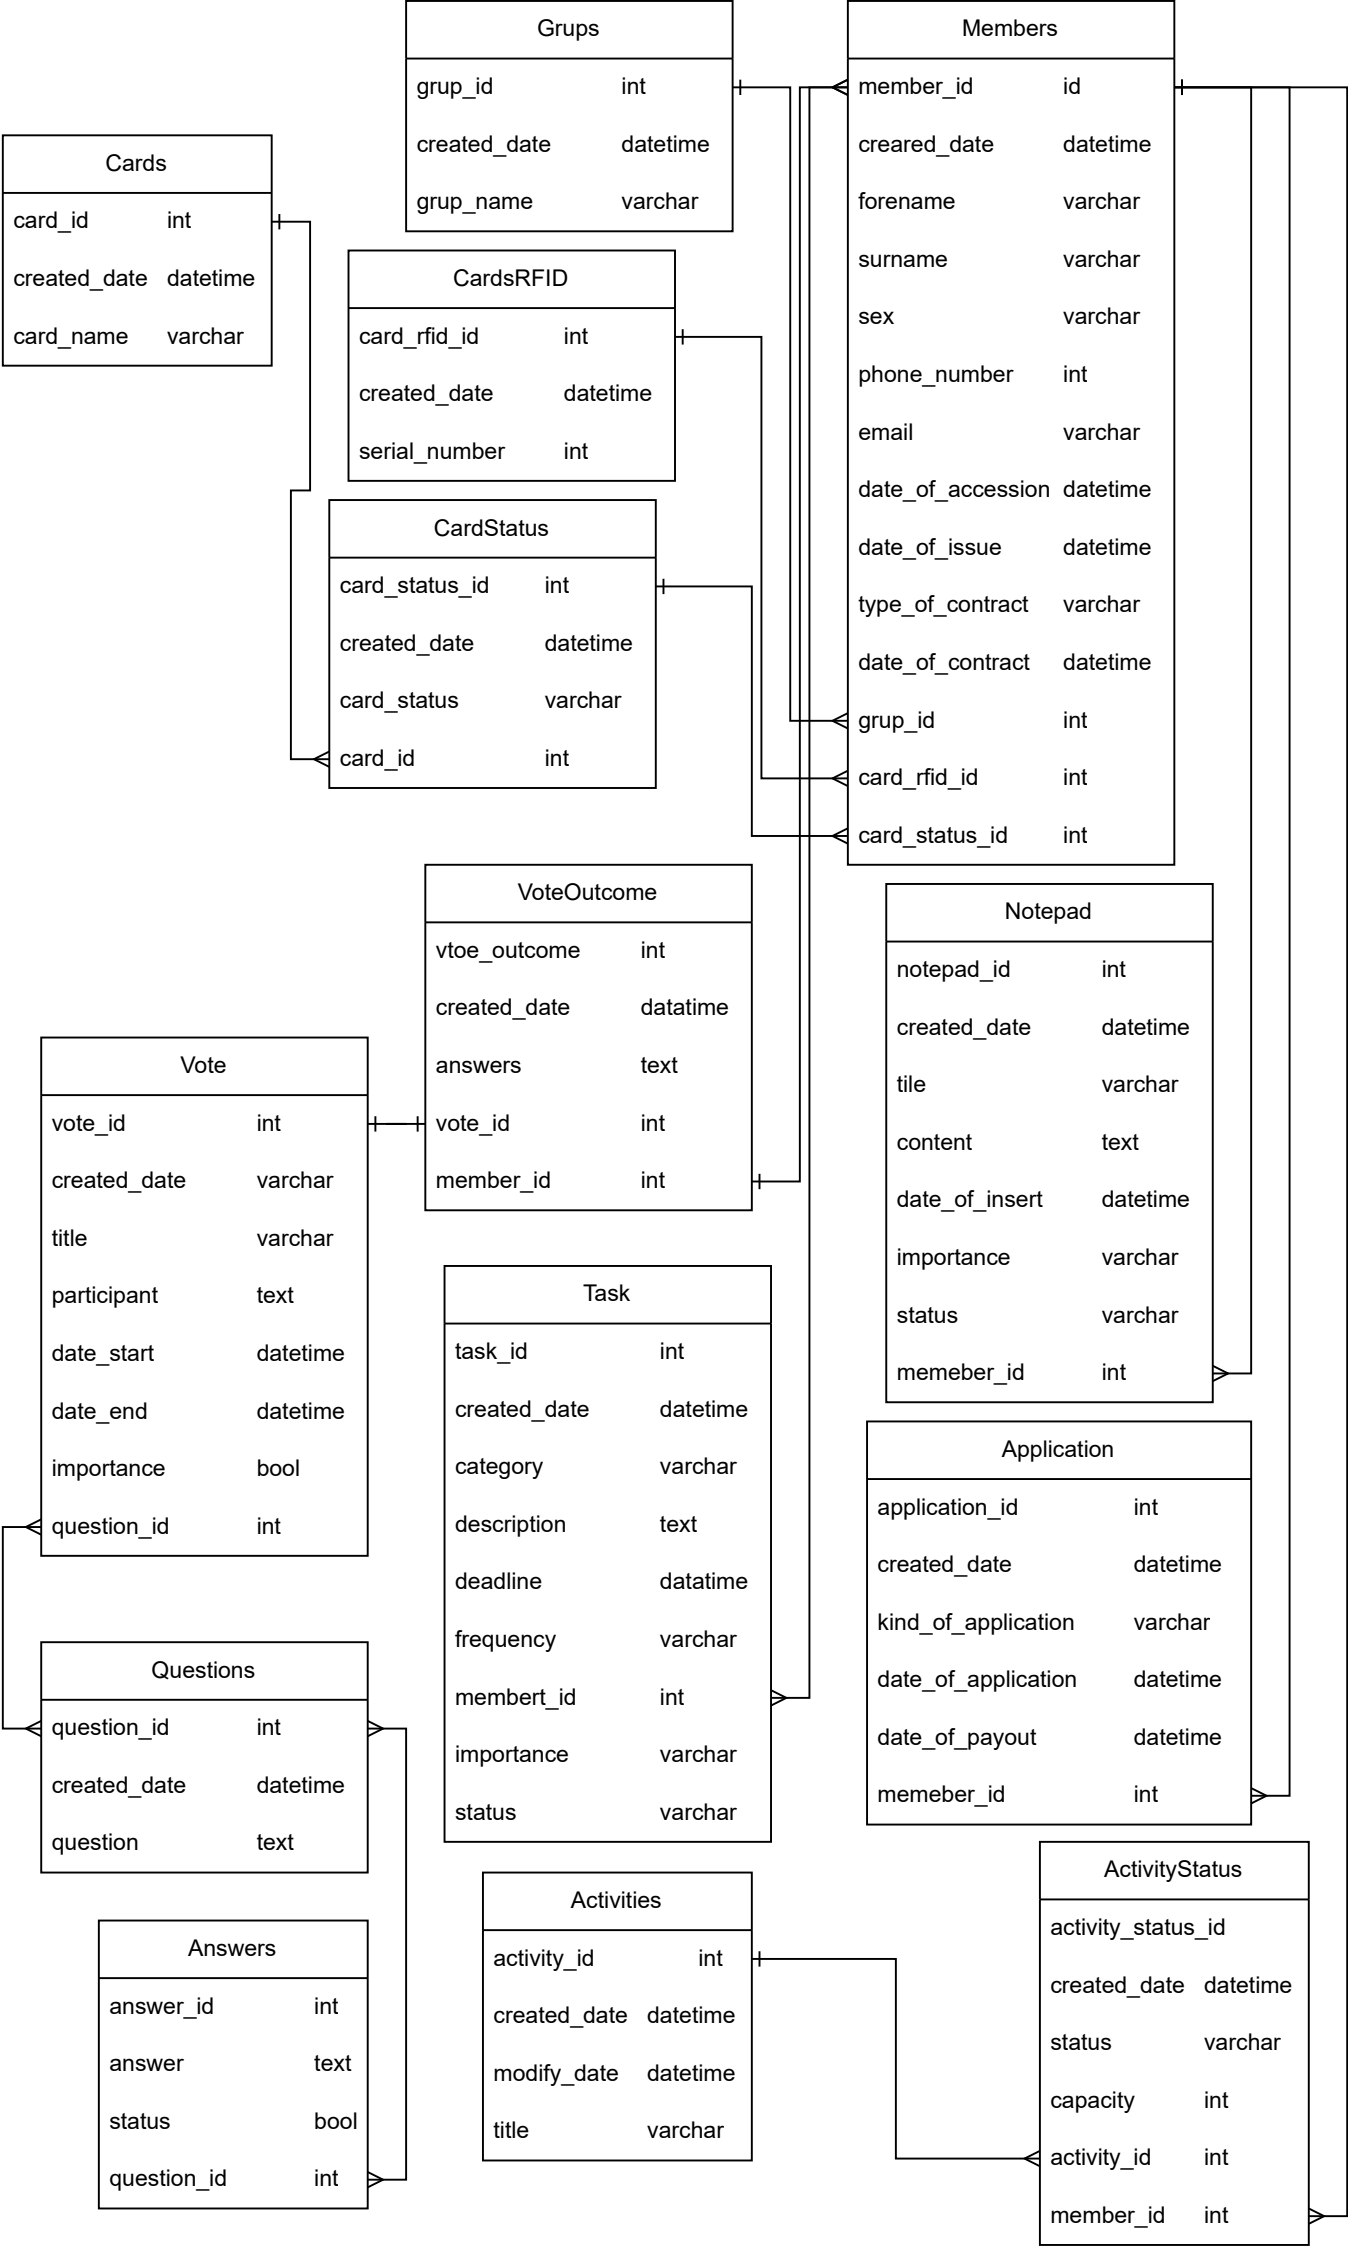 Grups
grup_id int
created_date datetime
grup_name varchar
Members
member_id id
creared_date datetime
forename varchar
surname varchar
sex varchar
phone_number int
email varchar
date_of_accession datetime
date_of_issue datetime
type_of_contract varchar
date_of_contract datetime
grup_id int
card_rfid_id int
card_status_id int
Cards
card_id int
created_date datetime
card_name varchar
CardsRFID
card_rfid_id int
created_date datetime
serial_number int
CardStatus
card_status_id int
created_date datetime
card_status varchar
card_id int
VoteOutcome
vtoe_outcome int
created_date datatime
answers text
vote_id int
member_id int
Notepad
notepad_id int
created_date datetime
tile varchar
content text
date_of_insert datetime
importance varchar
status varchar
memeber_id int
Vote
vote_id int
created_date varchar
title varchar
participant text
date_start datetime
date_end datetime
importance bool
question_id int
Task
task_id int
created_date datetime
category varchar
description text
deadline datatime
frequency varchar
membert_id int
importance varchar
status varchar
Application
application_id int
created_date datetime
kind_of_application varchar
date_of_application datetime
date_of_payout datetime
memeber_id int
Questions
question_id int
created_date datetime
question text
Answers
answer_id int
answer text
status bool
question_id int
Activities
activity_id int
created_date datetime
modify_date datetime
title varchar
ActivityStatus
activity_status_id
created_date datetime
status varchar
capacity int
activity_id int
member_id int